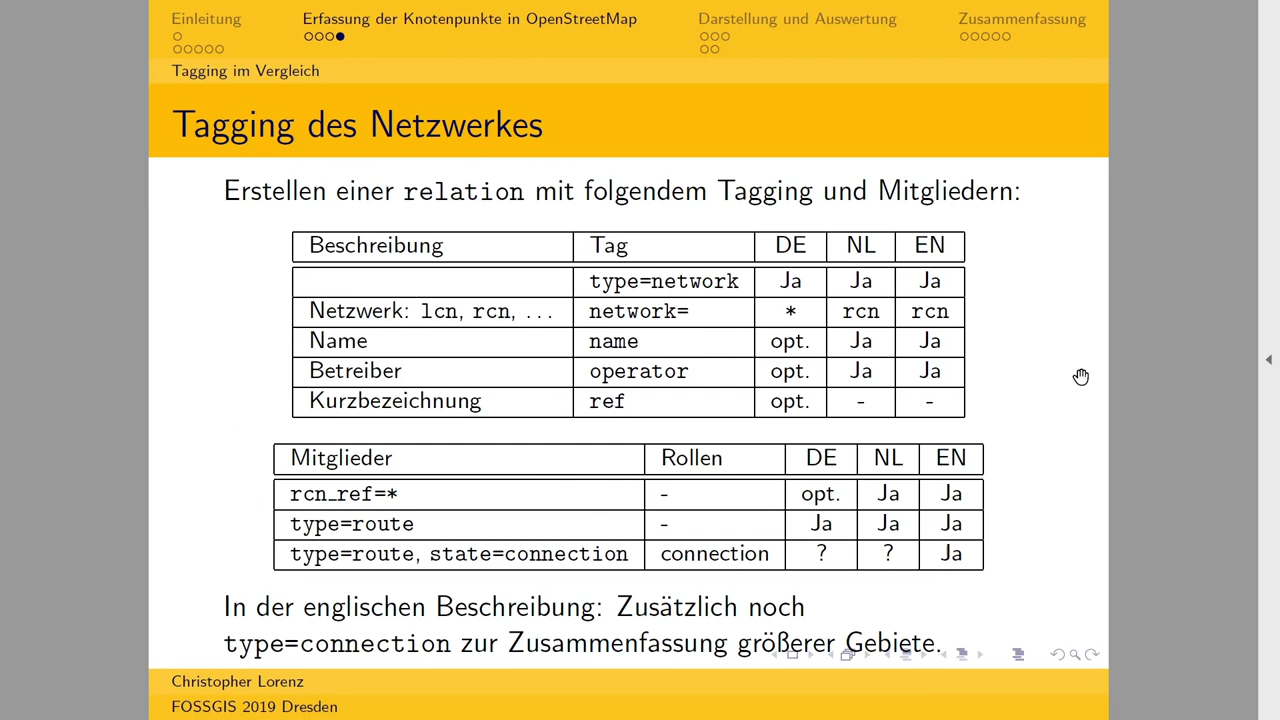 Einleitung Erfassung der Knotenpunkte in OpenStreetMap Darstellung und Auswertung Zusammenfassung
Tagging im Vergleich
Tagging des Netzwerkes
Erstellen einer relation mit folgendem Tagging und Mitgliedern:
Beschreibung Tag DE NL EN
type=network Ja Ja Ja
Netzwerk: lcn, rcn, ... network= * rcn rcn
Name name opt. Ja Ja
Betreiber operator opt. Ja Ja
Kurzbezeichnung ref opt. - -
Mitglieder Rollen DE NL EN
rcn_ref=* - opt. Ja Ja
type=route - Ja Ja Ja
type=route, state=connection connection ? ? Ja
In der englischen Beschreibung: Zusätzlich noch
type=connection zur Zusammenfassung größerer Gebiete.
Christopher Lorenz
FOSSGIS 2019 Dresden